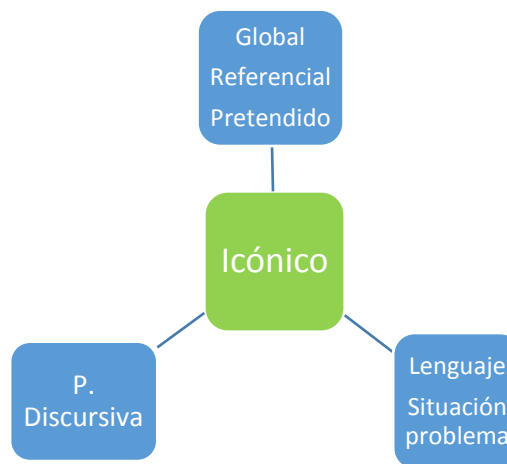 Global
Referencial
Pretendido
Icónico
P.
Discursiva
Lenguaje
Situación
problema